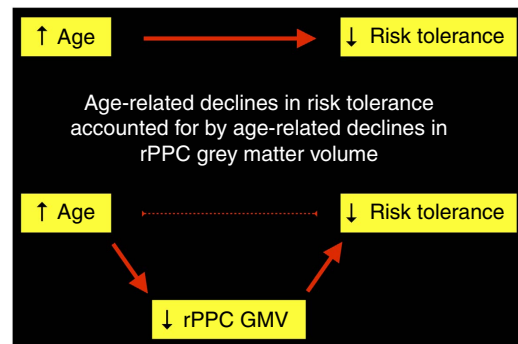 ↑ Age
↓ Risk tolerance
Age-related declines in risk tolerance
accounted for by age-related declines in
rPPC grey matter volume
↑ Age
↓ Risk tolerance
↓ rPPC GMV